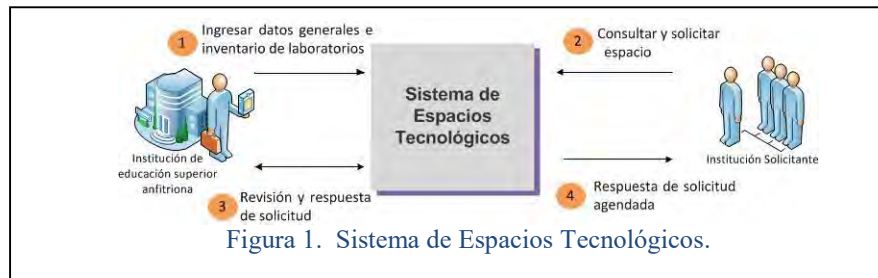 1
Ingresar datos generales e
inventario de laboratorios
2
Consultar y solicitar
espacio
Sistema de
Espacios
Tecnológicos
Institución de
educación superior
anfitriona
Institución Solicitante
3
Revisión y respuesta
de solicitud
4
Respuesta de solicitud
agendada
Figura 1. Sistema de Espacios Tecnológicos.